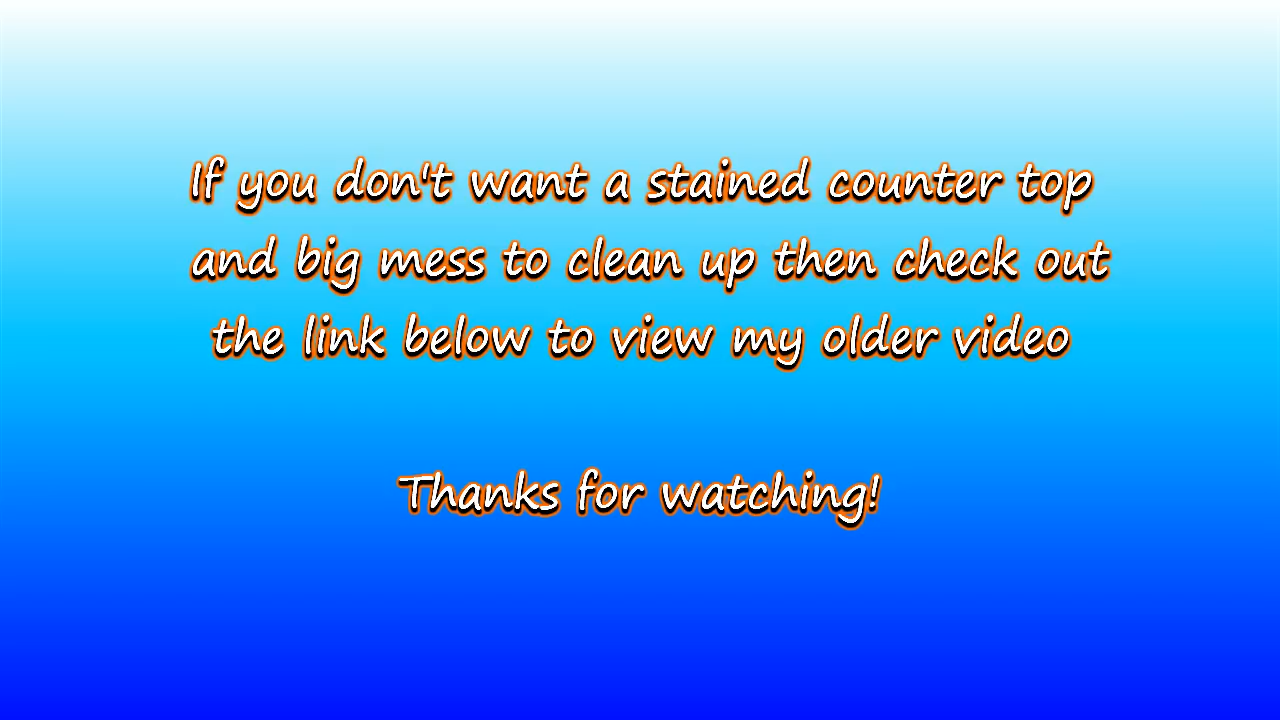 If you don't want a stained counter top
and big mess to clean up then check out
the link below to view my older video
Thanks for watching!